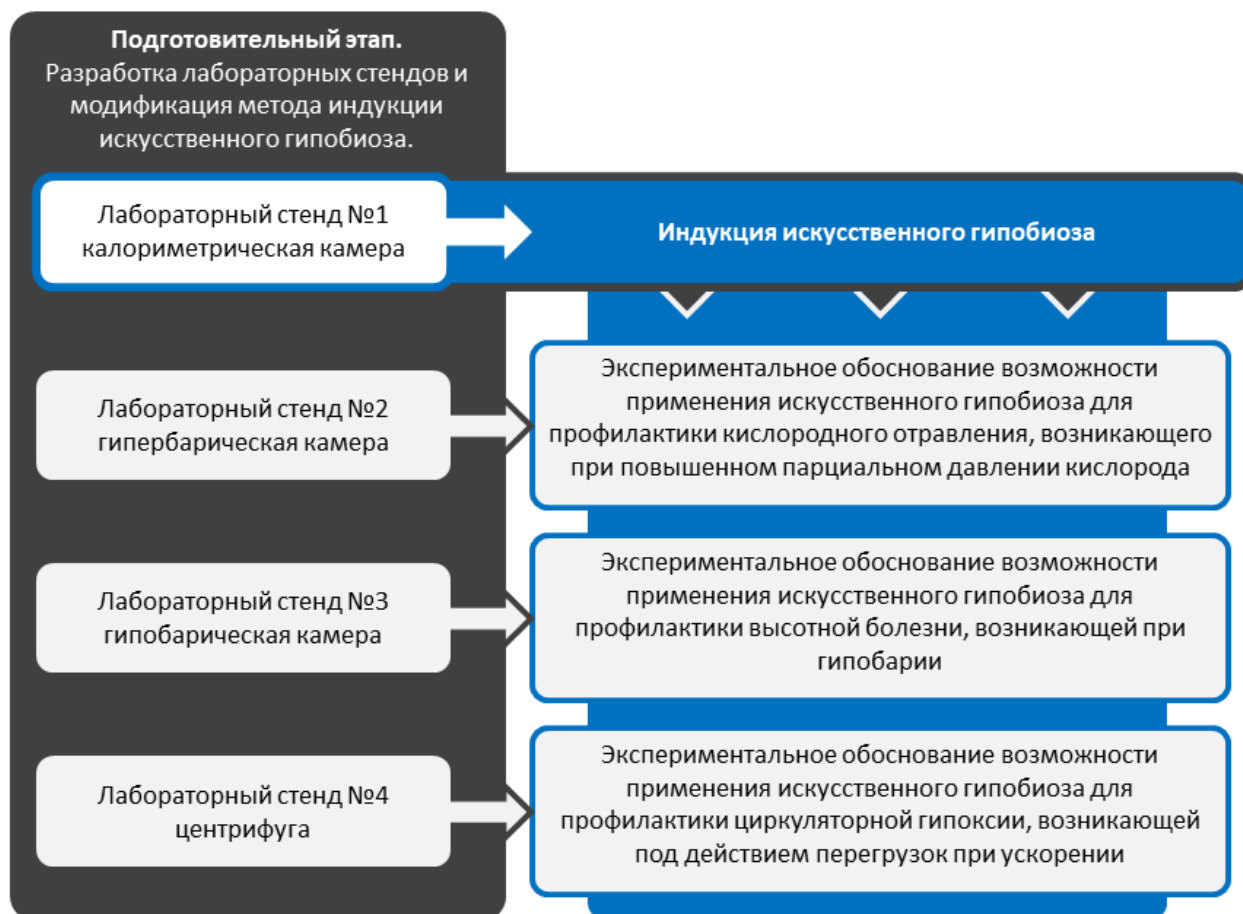 Подготовительный этап.
Разработка лабораторных стендов и
модификация метода индукции
искусственного гипобиоза.
Лабораторный стенд №1
калориметрическая камера
Индукция искусственного гипобиоза
Лабораторный стенд №2
гипербарическая камера
Экспериментальное обоснование возможности
применения искусственного гипобиоза для
профилактики кислородного отравления, возникающего
при повышенном парциальном давлении кислорода
Лабораторный стенд №3
гипобарическая камера
Экспериментальное обоснование возможности
применения искусственного гипобиоза для
профилактики высотной болезни, возникающей при
гипобарии
Лабораторный стенд №4
центрифуга
Экспериментальное обоснование возможности
применения искусственного гипобиоза для
профилактики циркуляторной гипоксии, возникающей
под действием перегрузок при ускорении